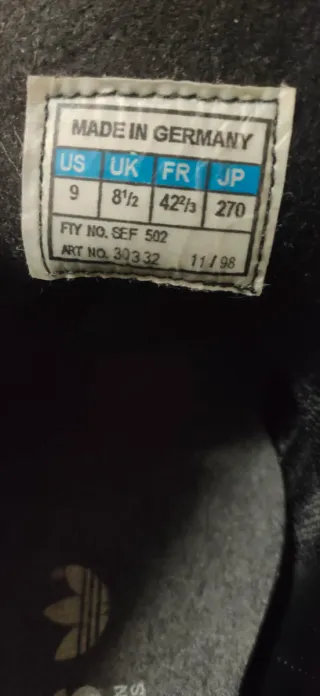 MADE IN GERMANY
US UK FR JP
9 8½ 42⅔ 270
FTY NO. SEF 502
ART NO. 30332 11/98